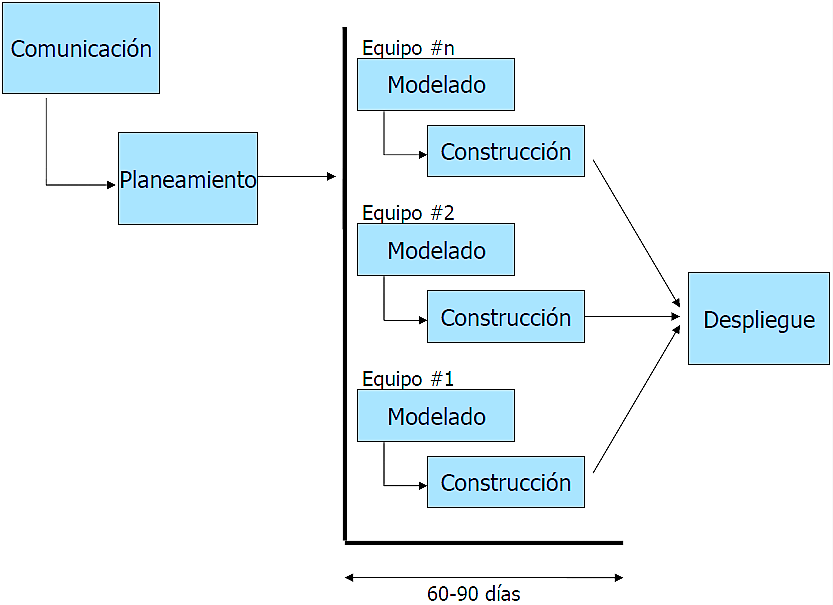 Comunicación
Planeamiento
Equipo #n
Modelado
Construcción
Equipo #2
Modelado
Construcción
Equipo #1
Modelado
Construcción
Despliegue
60-90 días